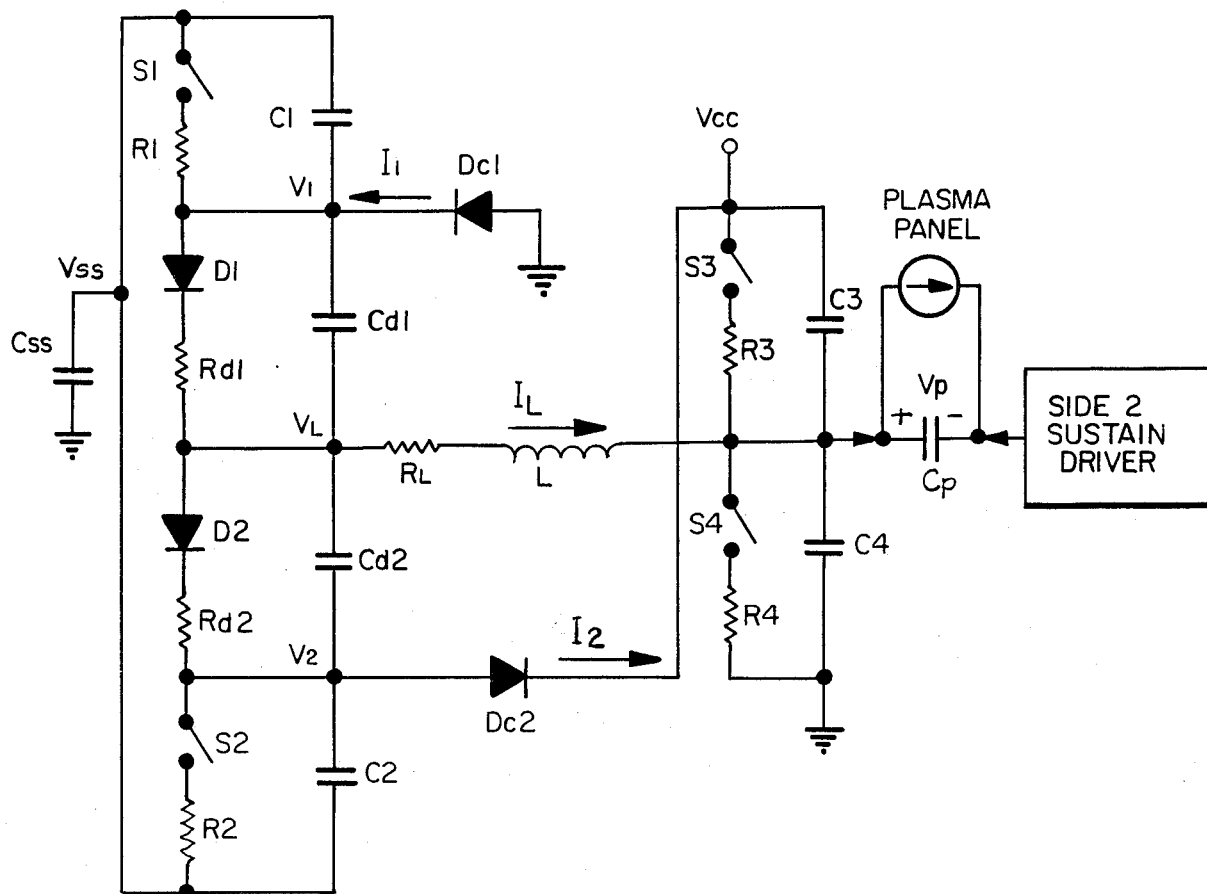 S1
R1
C1
V1
I1
Dc1
Vcc
PLASMA
PANEL
Vss
D1
S3
C3
Css
Cd1
R3
Rd1
VL
IL
Vp
+
-
SIDE 2
SUSTAIN
DRIVER
RL
L
Cp
D2
S4
C4
Cd2
Rd2
R4
V2
I2
Dc2
S2
C2
R2